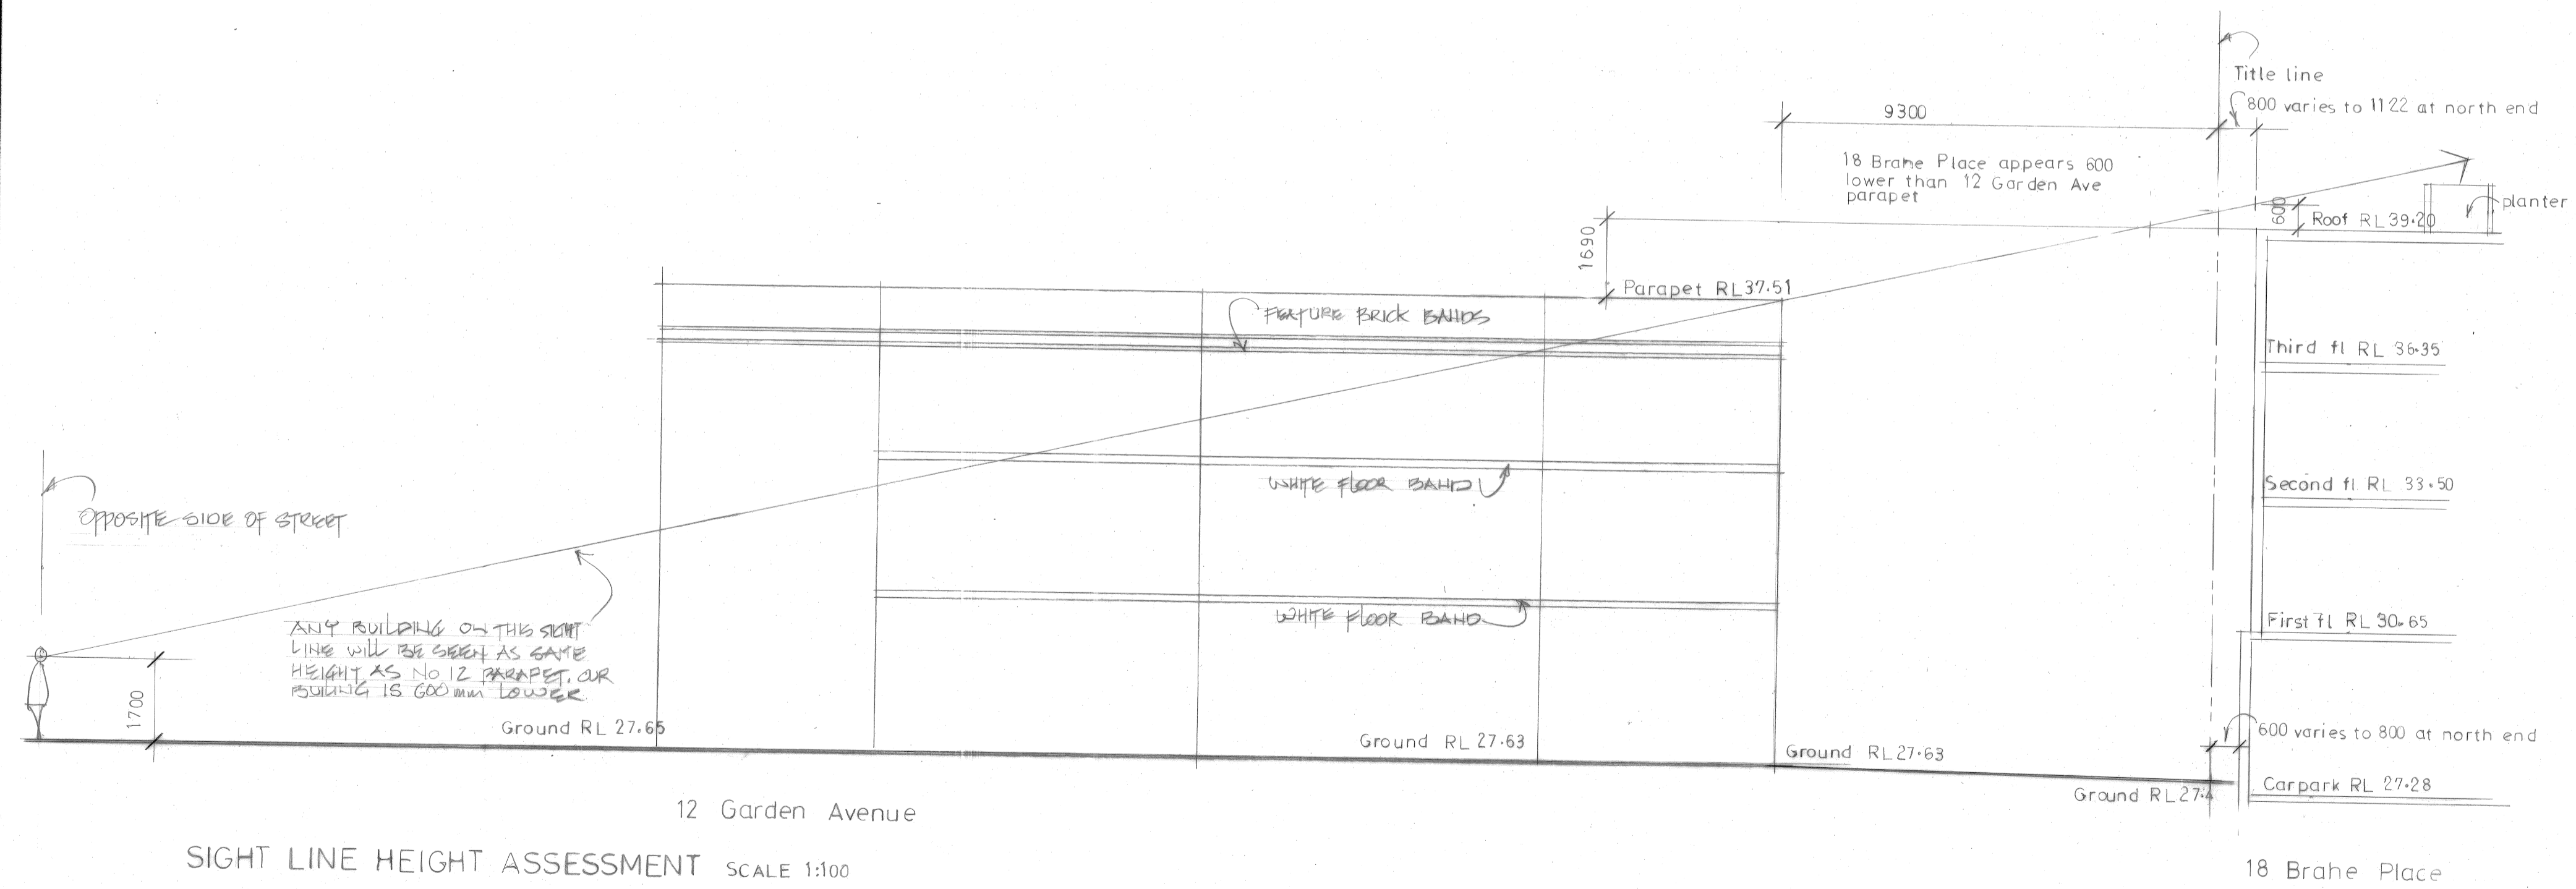 Title line
800 varies to 1122 at north end
9300
18 Brahe Place appears 600
lower than 12 Garden Ave
parapet
600
Roof RL 39.20
planter
1690
Parapet RL 37.51
FEATURE BRICK BANDS
Third fl RL 36.35
WHITE FLOOR BAND
Second fl RL 33.50
OPPOSITE SIDE OF STREET
WHITE FLOOR BAND
First fl RL 30.65
ANY BUILDING ON THIS SIGHT
LINE WILL BE SEEN AS SAME
HEIGHT AS No 12 PARAPET. OUR
BUILING IS 600mm LOWER
1700
Ground RL 27.65
Ground RL 27.63
Ground RL 27.63
600 varies to 800 at north end
Carpark RL 27.28
Ground RL 27.4
12 Garden Avenue
SIGHT LINE HEIGHT ASSESSMENT SCALE 1:100
18 Brahe Place